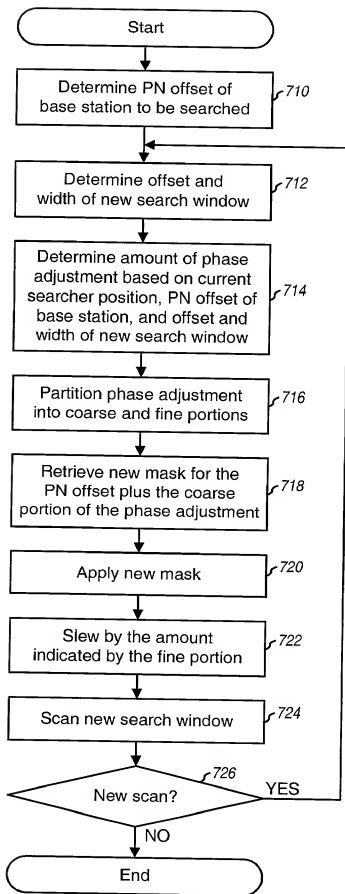 Start
Determine PN offset of
base station to be searched
710
Determine offset and
width of new search window
712
Determine amount of phase
adjustment based on current
searcher position, PN offset of
base station, and offset and
width of new search window
714
Partition phase adjustment
into coarse and fine portions
716
Retrieve new mask for the
PN offset plus the coarse
portion of the phase adjustment
718
Apply new mask
720
Slew by the amount
indicated by the fine portion
722
Scan new search window
724
726
New scan?
YES
NO
End